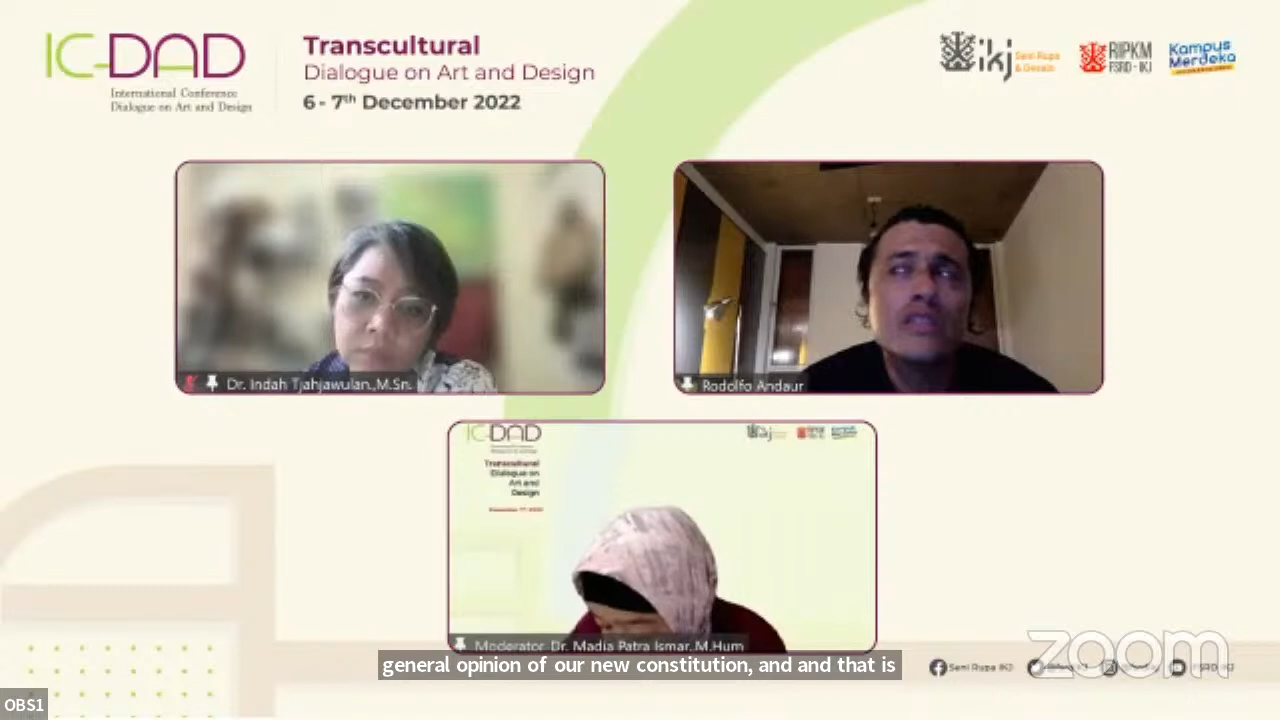 IC-DAD
International Conference
Dialogue on Art and Design
Transcultural
Dialogue on Art and Design
6 - 7th December 2022
ikj
Seni Rupa
& Desain
RIPKM
FSRD - IKJ
Kampus
Merdeka
Dr. Indah Tjahjawulan.,M.Sn.
Rodolfo Andaur
IC-DAD
Transcultural
Dialogue on
Art and
Design
Moderator Dr. Madia Patra Ismar,M.Hum
general opinion of our new constitution, and and that is
Seni Rupa IKJ
zoom
OBS1